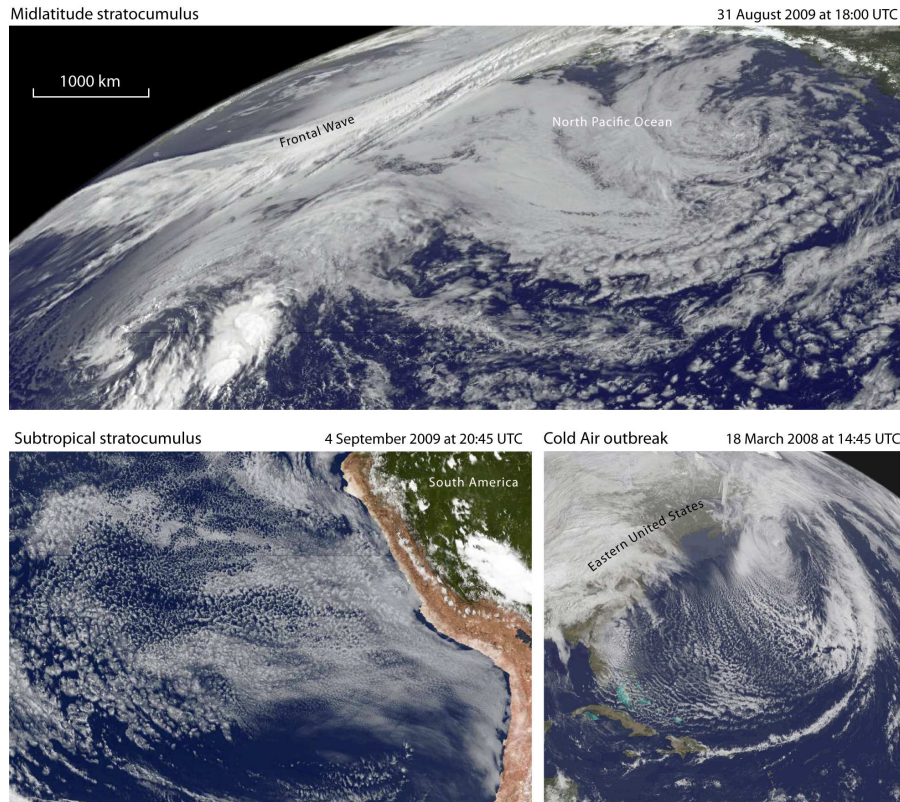 Midlatitude stratocumulus
31 August 2009 at 18:00 UTC
1000 km
Frontal Wave
North Pacific Ocean
Subtropical stratocumulus
4 September 2009 at 20:45 UTC
South America
Cold Air outbreak
18 March 2008 at 14:45 UTC
Eastern United States